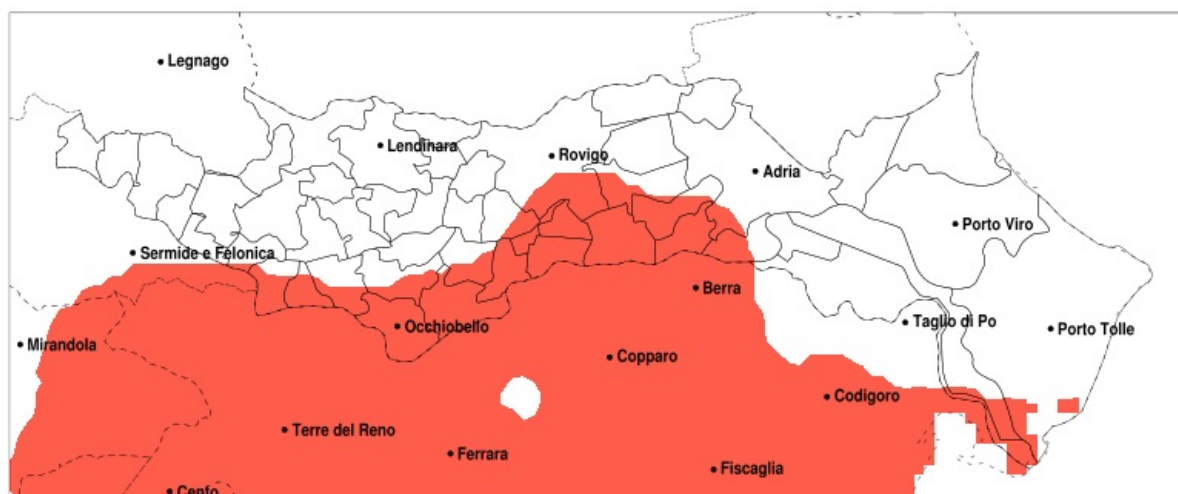 Legnago
Lendinara
Rovigo
Adria
Porto Viro
Sermide e Felonica
Berra
Taglio di Po
Porto Tolle
Occhiobello
Mirandola
Copparo
Codigoro
Terre del Reno
Ferrara
Fiscaglia
Cento